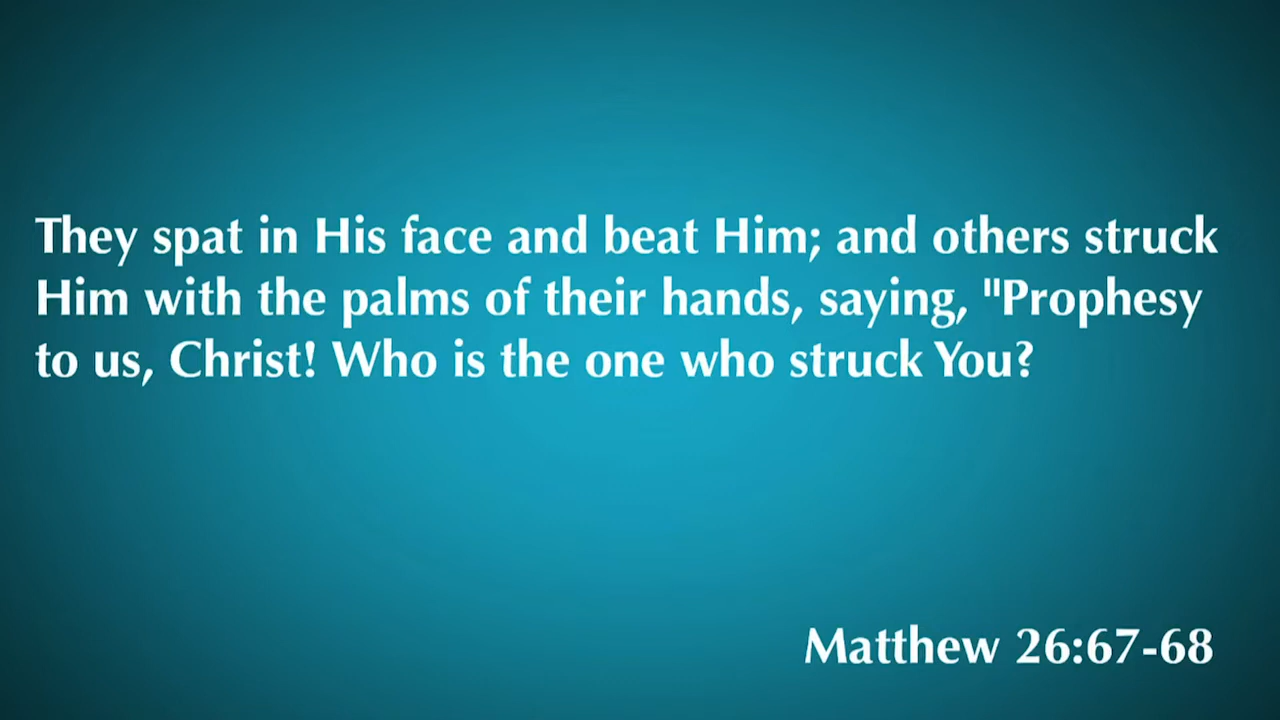 They spat in His face and beat Him; and others struck
Him with the palms of their hands, saying, "Prophesy
to us, Christ! Who is the one who struck You?
Matthew 26:67-68